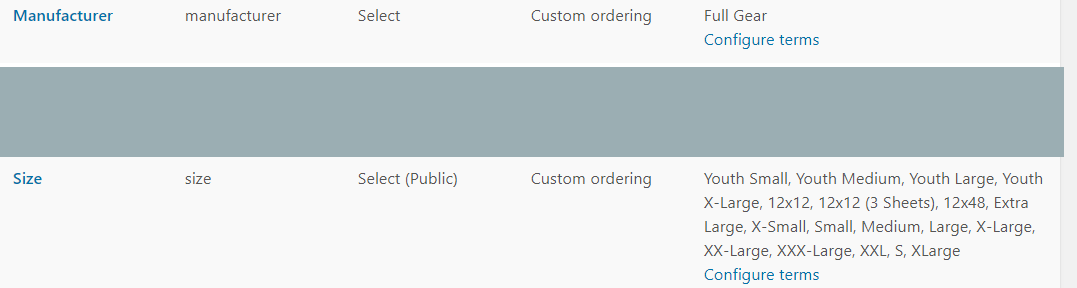 Manufacturer manufacturer Select Custom ordering Full Gear
Configure terms
Size size Select (Public) Custom ordering Youth Small, Youth Medium, Youth Large, Youth
X-Large, 12x12, 12x12 (3 Sheets), 12x48, Extra
Large, X-Small, Small, Medium, Large, X-Large,
XX-Large, XXX-Large, XXL, S, XLarge
Configure terms